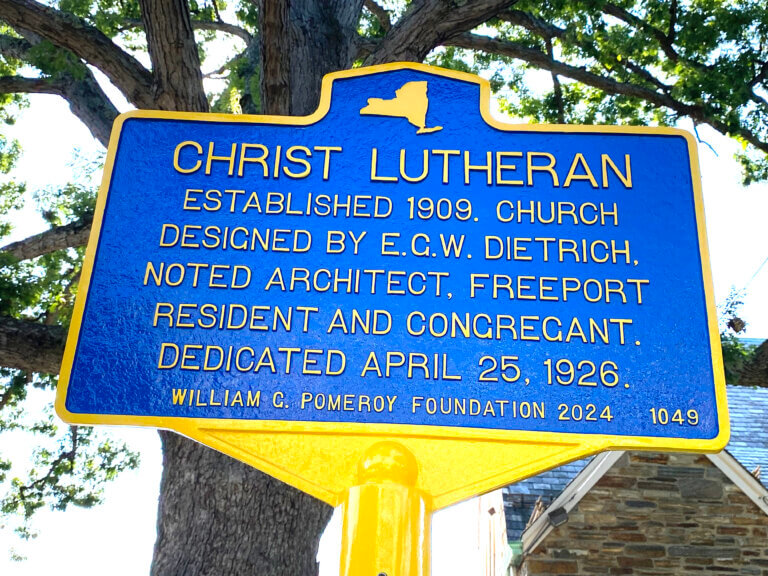 CHRIST LUTHERAN
ESTABLISHED 1909. CHURCH
DESIGNED BY E.G.W. DIETRICH,
NOTED ARCHITECT, FREEPORT
RESIDENT AND CONGREGANT.
DEDICATED APRIL 25, 1926.
WILLIAM G. POMEROY FOUNDATION 2024 1049